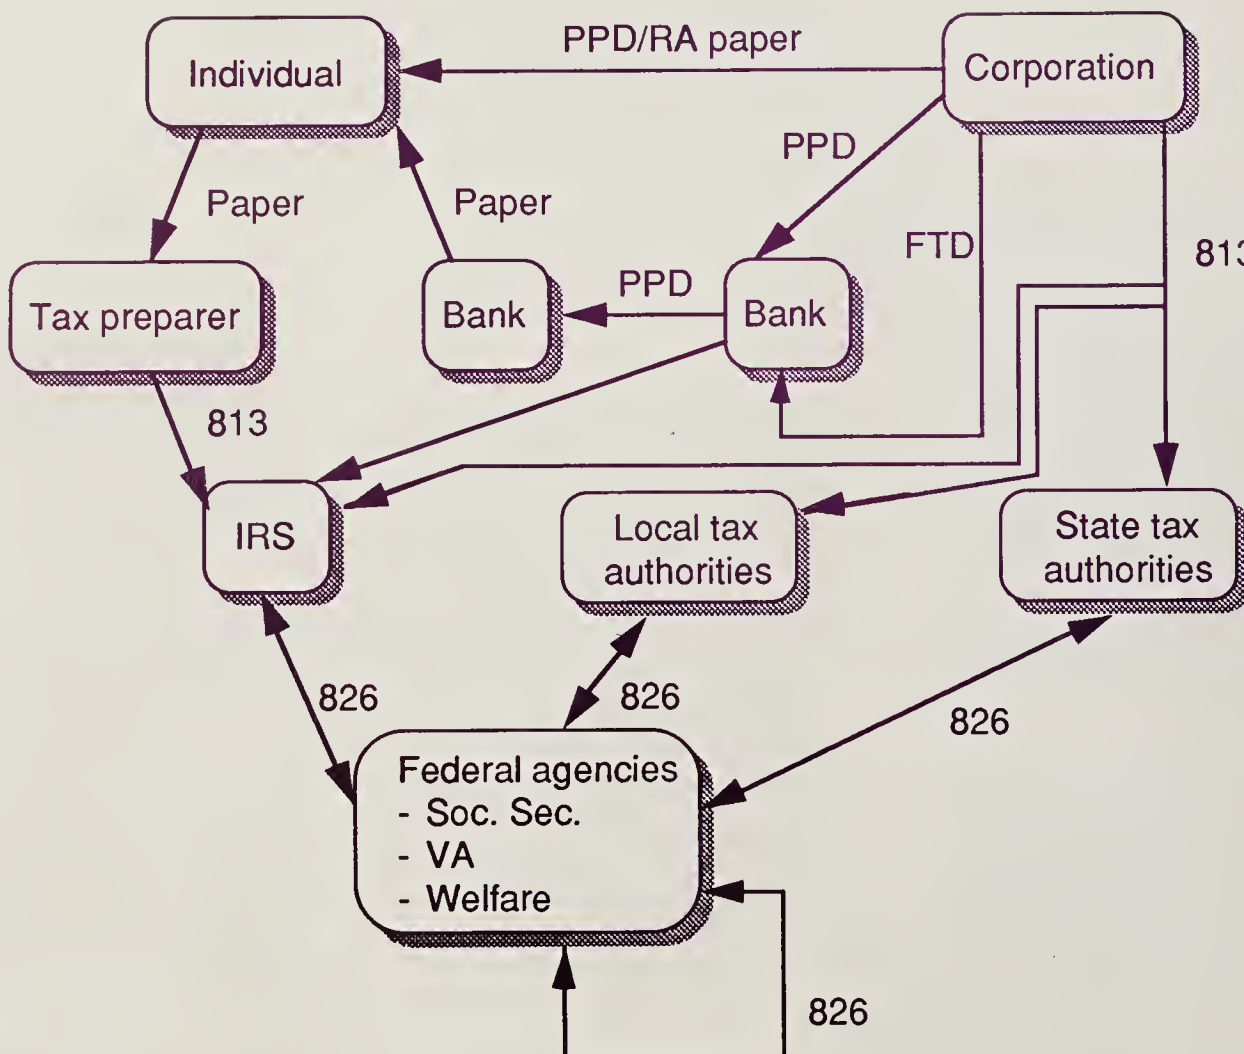 PPD/RA paper
Individual
Corporation
PPD
Paper
Paper
FTD
813
PPD
Tax preparer
Bank
Bank
813
IRS
Local tax
authorities
State tax
authorities
826
826
826
Federal agencies
- Soc. Sec.
- VA
- Welfare
826